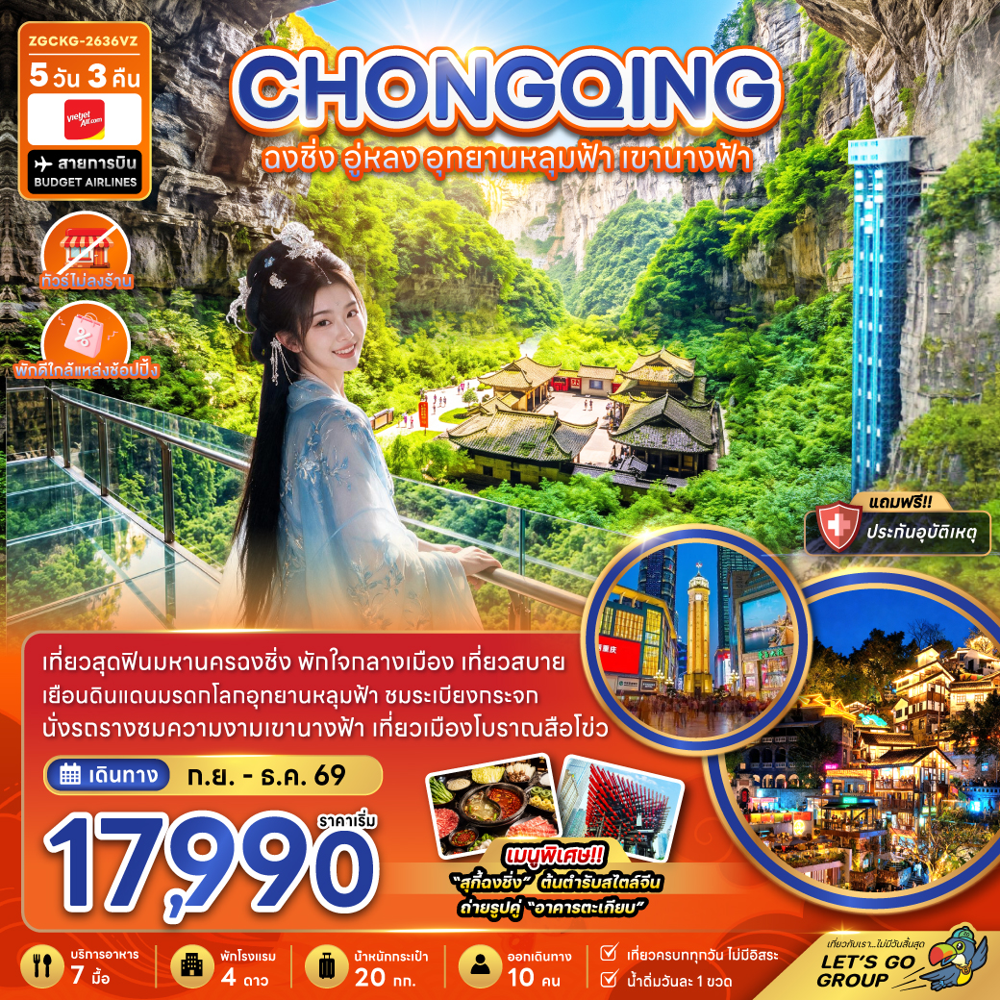 ZGCKG-2636VZ
5 วัน 3 คืน
vietjet
Air.com
สายการบิน
BUDGET AIRLINES
CHONGQING
ฉงชิ่ง อู่หลง อุทยานหลุมฟ้า เขานางฟ้า
ทัวร์ไม่ลงร้าน
%
พักดีใกล้แหล่งช้อปปิ้ง
แถมฟรี!!
ประกันอุบัติเหตุ
เที่ยวสุดฟินมหานครฉงชิ่ง พักใจกลางเมือง เที่ยวสบาย
เยือนดินแดนมรดกโลกอุทยานหลุมฟ้า ชมระเบียงกระจก
นั่งรถรางชมความงามเขานางฟ้า เที่ยวเมืองโบราณสือโข่ว
เดินทาง ก.ย. - ธ.ค. 69
ราคาเริ่ม
17,990
เมนูพิเศษ!!
“สุกี้ฉงชิ่ง” ต้นตำรับสไตล์จีน
ถ่ายรูปคู่ “อาคารตะเกียบ”
บริการอาหาร
7 มื้อ
พักโรงแรม
4 ดาว
น้ำหนักกระเป๋า
20 กก.
ออกเดินทาง
10 คน
เที่ยวครบทุกวัน ไม่มีอิสระ
น้ำดื่มวันละ 1 ขวด
เที่ยวกับเรา...ไม่มีวันสิ้นสุด
LET'S GO
GROUP